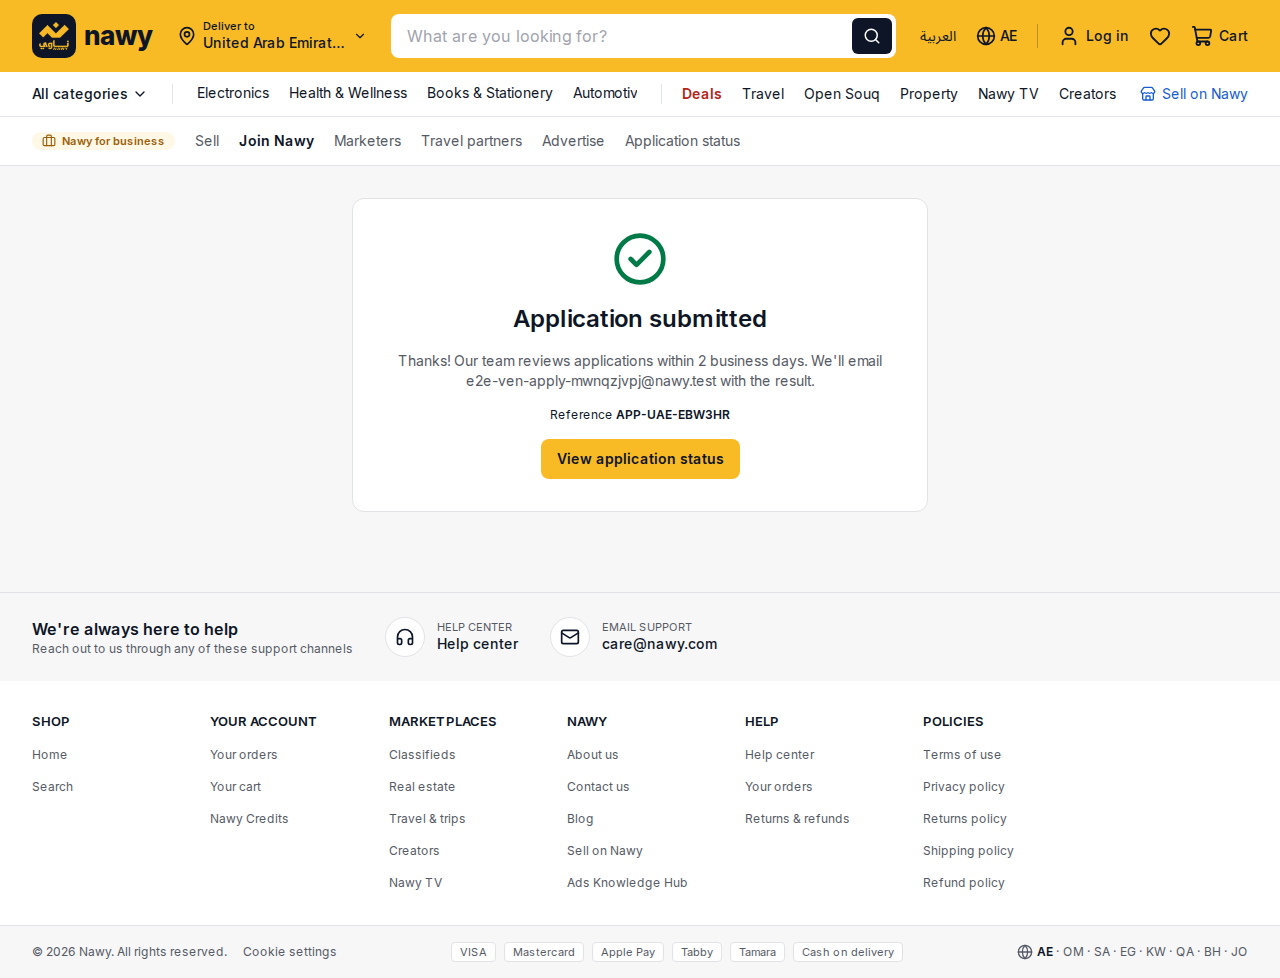 ناوي
NAWY
nawy
Deliver to
United Arab Emirat...
What are you looking for?
العربية
AE
Log in
Cart
All categories
Electronics
Health & Wellness
Books & Stationery
Automotiv
Deals
Travel
Open Souq
Property
Nawy TV
Creators
Sell on Nawy
Nawy for business
Sell
Join Nawy
Marketers
Travel partners
Advertise
Application status
Application submitted
Thanks! Our team reviews applications within 2 business days. We'll email
e2e-ven-apply-mwnqzjvpj@nawy.test with the result.
Reference APP-UAE-EBW3HR
View application status
We're always here to help
Reach out to us through any of these support channels
HELP CENTER
Help center
EMAIL SUPPORT
care@nawy.com
SHOP
Home
Search
YOUR ACCOUNT
Your orders
Your cart
Nawy Credits
MARKETPLACES
Classifieds
Real estate
Travel & trips
Creators
Nawy TV
NAWY
About us
Contact us
Blog
Sell on Nawy
Ads Knowledge Hub
HELP
Help center
Your orders
Returns & refunds
POLICIES
Terms of use
Privacy policy
Returns policy
Shipping policy
Refund policy
© 2026 Nawy. All rights reserved.
Cookie settings
VISA
Mastercard
Apple Pay
Tabby
Tamara
Cash on delivery
AE · OM · SA · EG · KW · QA · BH · JO